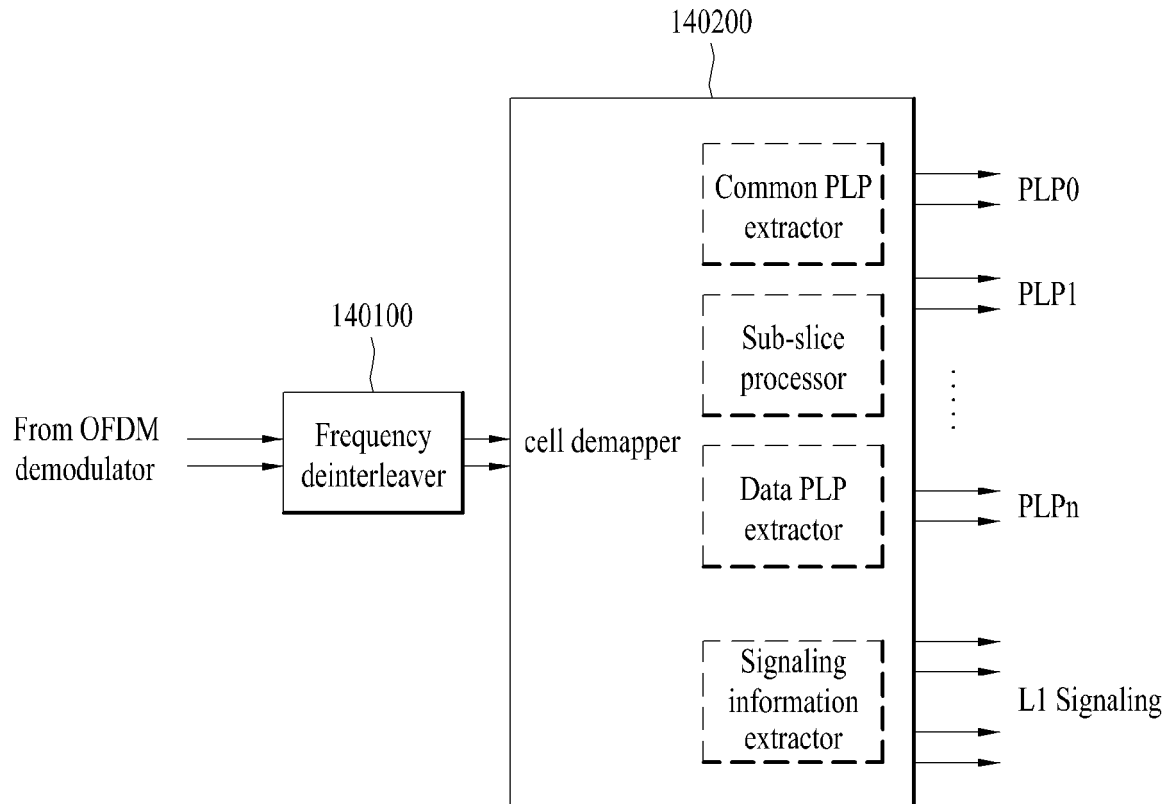 140200
Common PLP
extractor
PLP0
PLP1
140100
Sub-slice
processor
From OFDM
demodulator
Frequency
deinterleaver
cell demapper
Data PLP
extractor
PLPn
Signaling
information
extractor
L1 Signaling